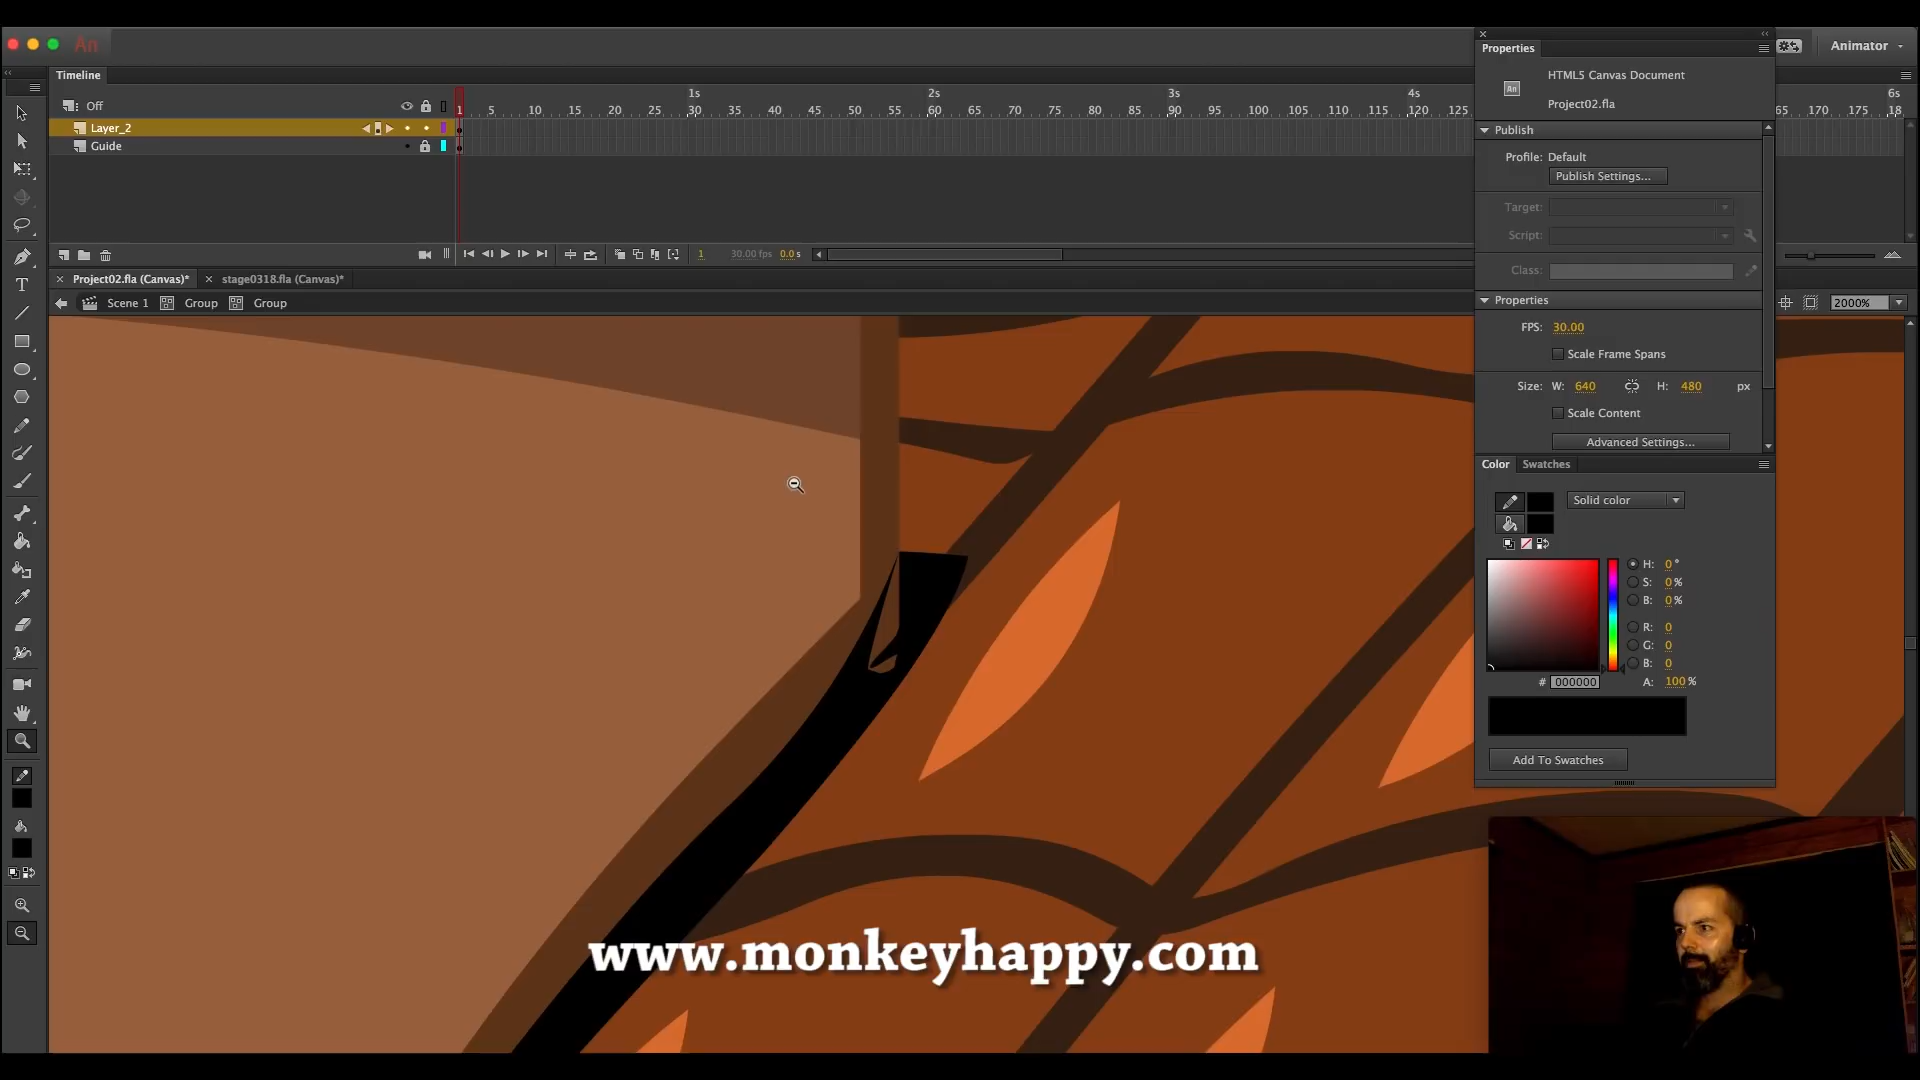 An
Animator
Timeline
Properties
HTML5 Canvas Document
Project02.fla
Off
1s 2s 3s 4s 6s
1 5 10 15 20 25 30 35 40 45 50 55 60 65 70 75 80 85 90 95 100 105 110 115 120 125 65 170 175 18
Layer_2
Guide
Publish
Profile: Default
Publish Settings...
Target:
Script:
Class:
1 30.00 fps 0.0 s
Project02.fla (Canvas)*
stage0318.fla (Canvas)*
Scene 1 Group Group
2000%
Properties
FPS: 30.00
Scale Frame Spans
Size: W: 640 H: 480 px
Scale Content
Advanced Settings...
Color Swatches
Solid color
H: 0 °
S: 0 %
B: 0 %
R: 0
G: 0
B: 0
# 000000 A: 100 %
Add To Swatches
www.monkeyhappy.com